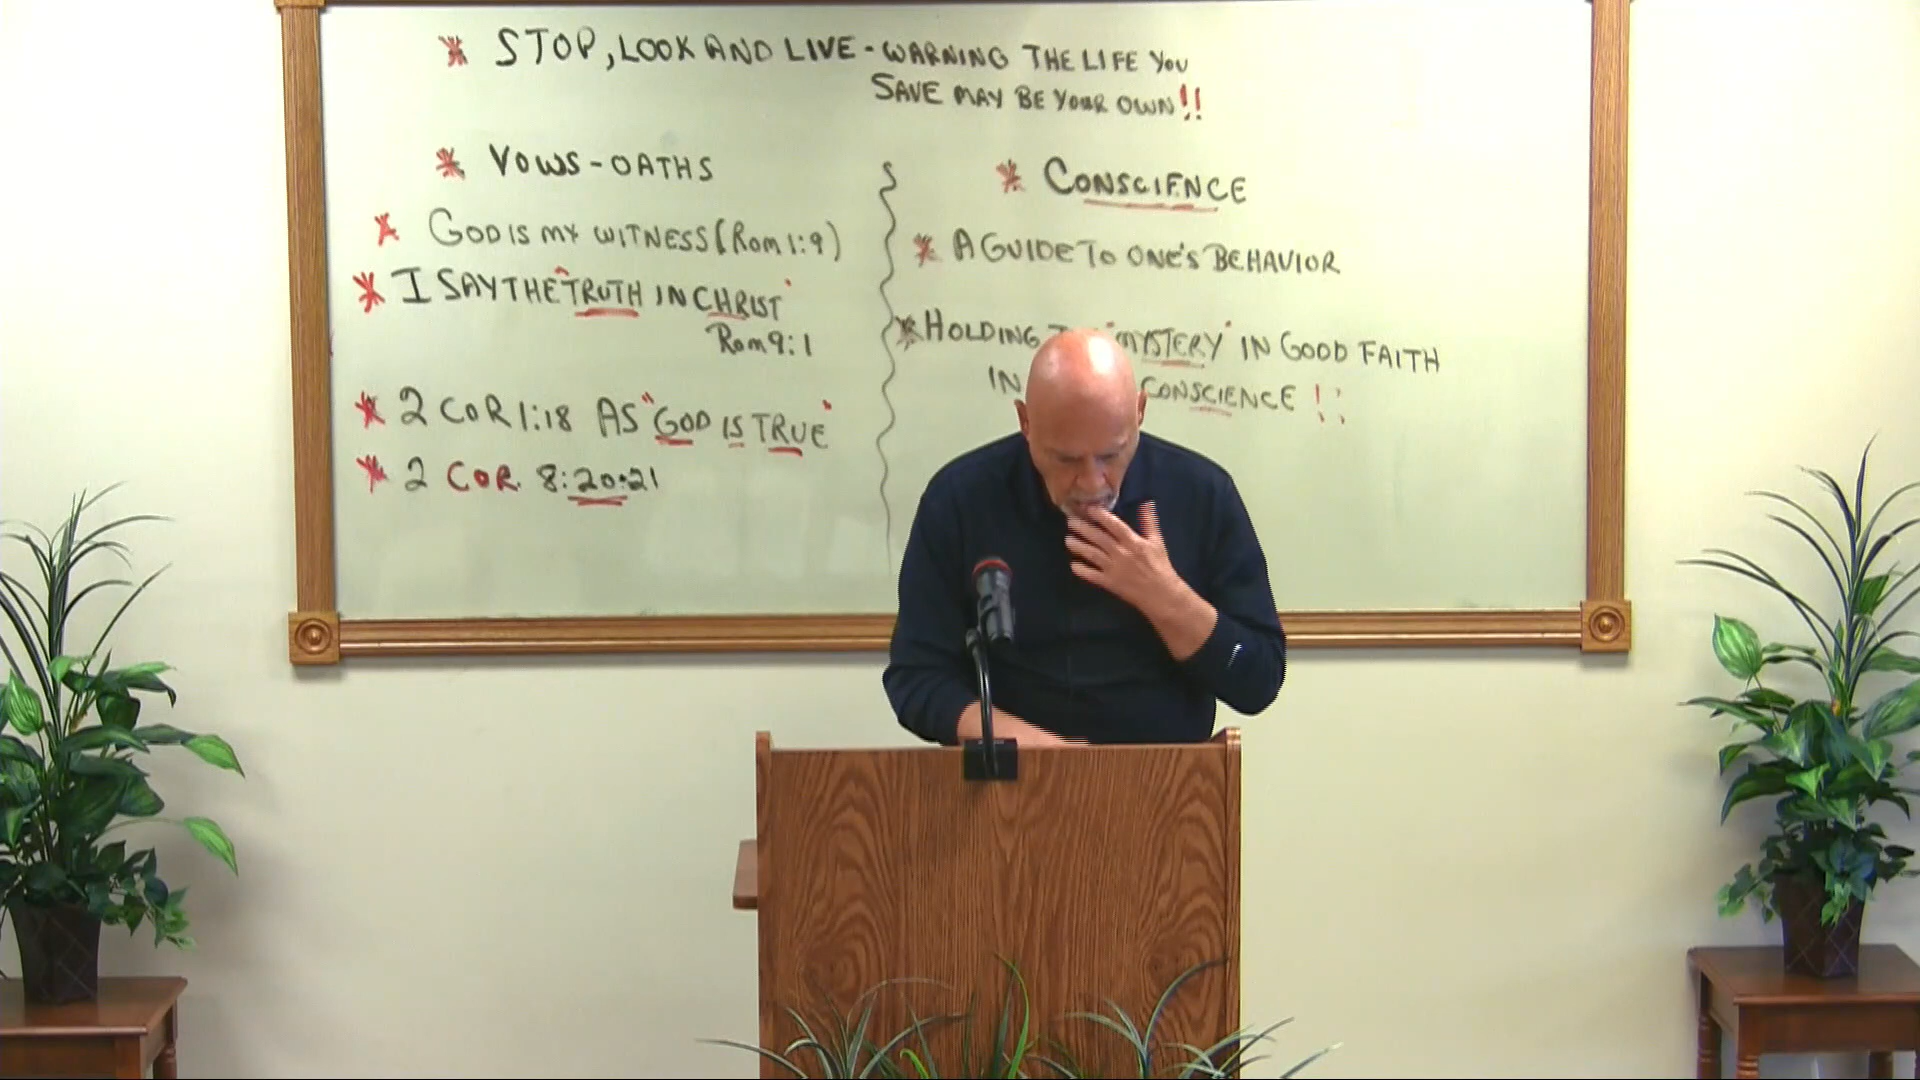 * STOP, LOOK AND LIVE - WARNING THE LIFE YOU
SAVE MAY BE YOUR OWN!!
* VOWS - OATHS
* GOD IS MY WITNESS (Rom 1:9)
* I SAY THE "TRUTH IN CHRIST"
Rom 9:1
* 2 COR 1:18 AS "GOD IS TRUE"
* 2 COR. 8:20-21
* CONSCIENCE
* A GUIDE TO ONE'S BEHAVIOR
* HOLDING "MYSTERY" IN GOOD FAITH
IN CONSCIENCE !!